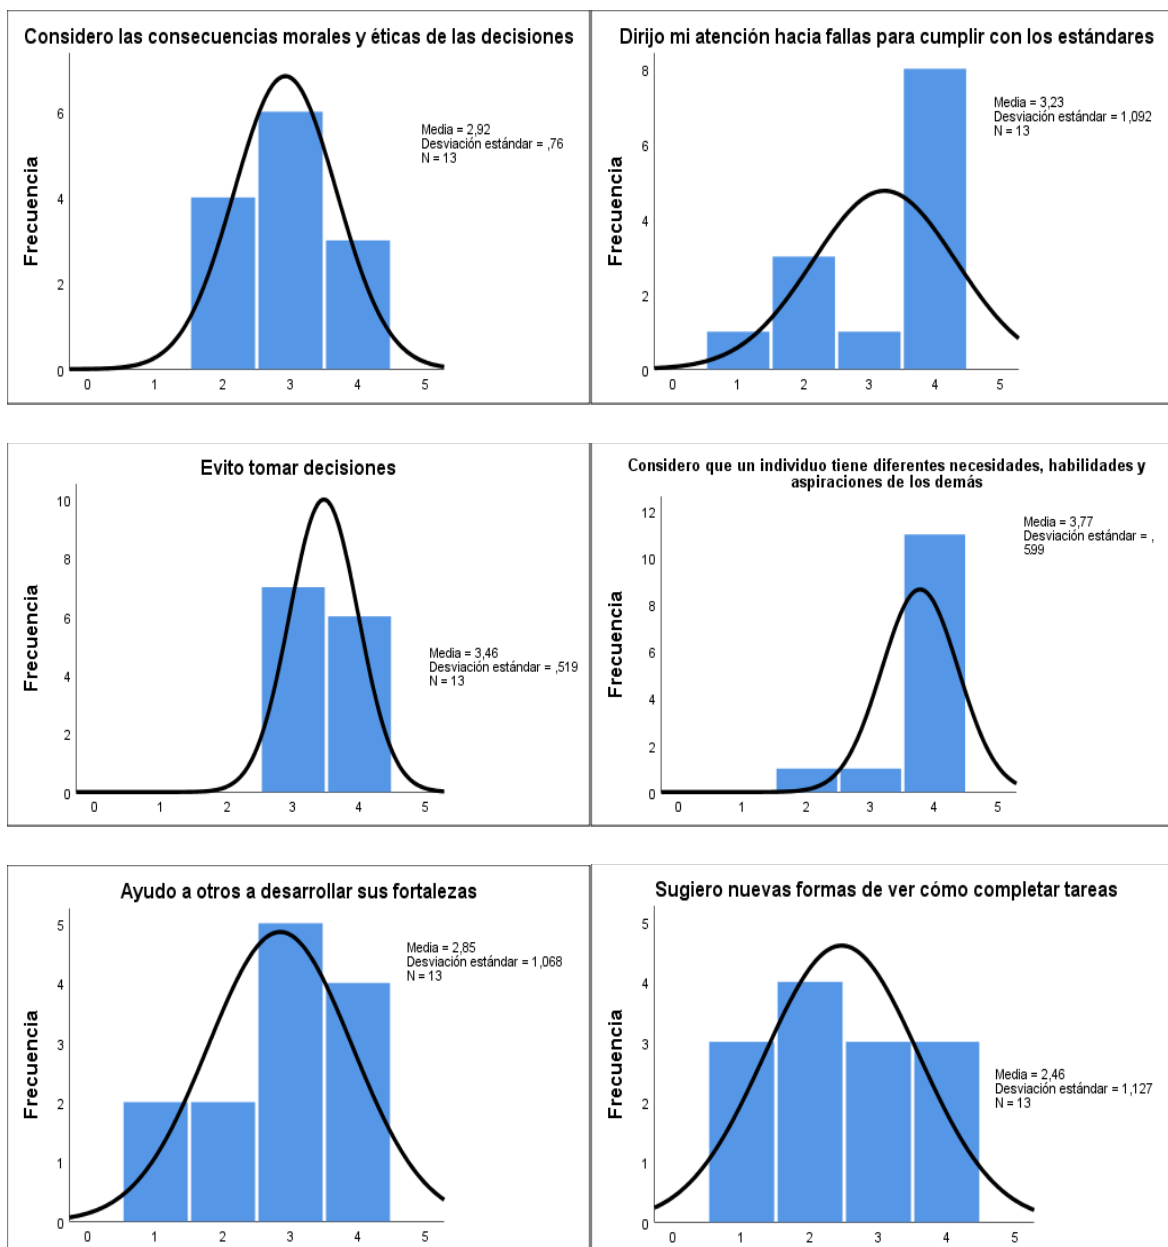 Considero las consecuencias morales y éticas de las decisiones
Media = 2,92
Desviación estándar = ,76
N = 13
Frecuencia
6
4
2
0
0 1 2 3 4 5
Dirijo mi atención hacia fallas para cumplir con los estándares
Media = 3,23
Desviación estándar = 1,092
N = 13
Frecuencia
8
6
4
2
0
0 1 2 3 4 5
Evito tomar decisiones
Media = 3,46
Desviación estándar = ,519
N = 13
Frecuencia
10
8
6
4
2
0
0 1 2 3 4 5
Considero que un individuo tiene diferentes necesidades, habilidades y
aspiraciones de los demás
Media = 3,77
Desviación estándar = ,
599
Frecuencia
12
10
8
6
4
2
0
0 1 2 3 4 5
Ayudo a otros a desarrollar sus fortalezas
Media = 2,85
Desviación estándar = 1,068
N = 13
Frecuencia
5
4
3
2
1
0
0 1 2 3 4 5
Sugiero nuevas formas de ver cómo completar tareas
Media = 2,46
Desviación estándar = 1,127
N = 13
Frecuencia
5
4
3
2
1
0
0 1 2 3 4 5